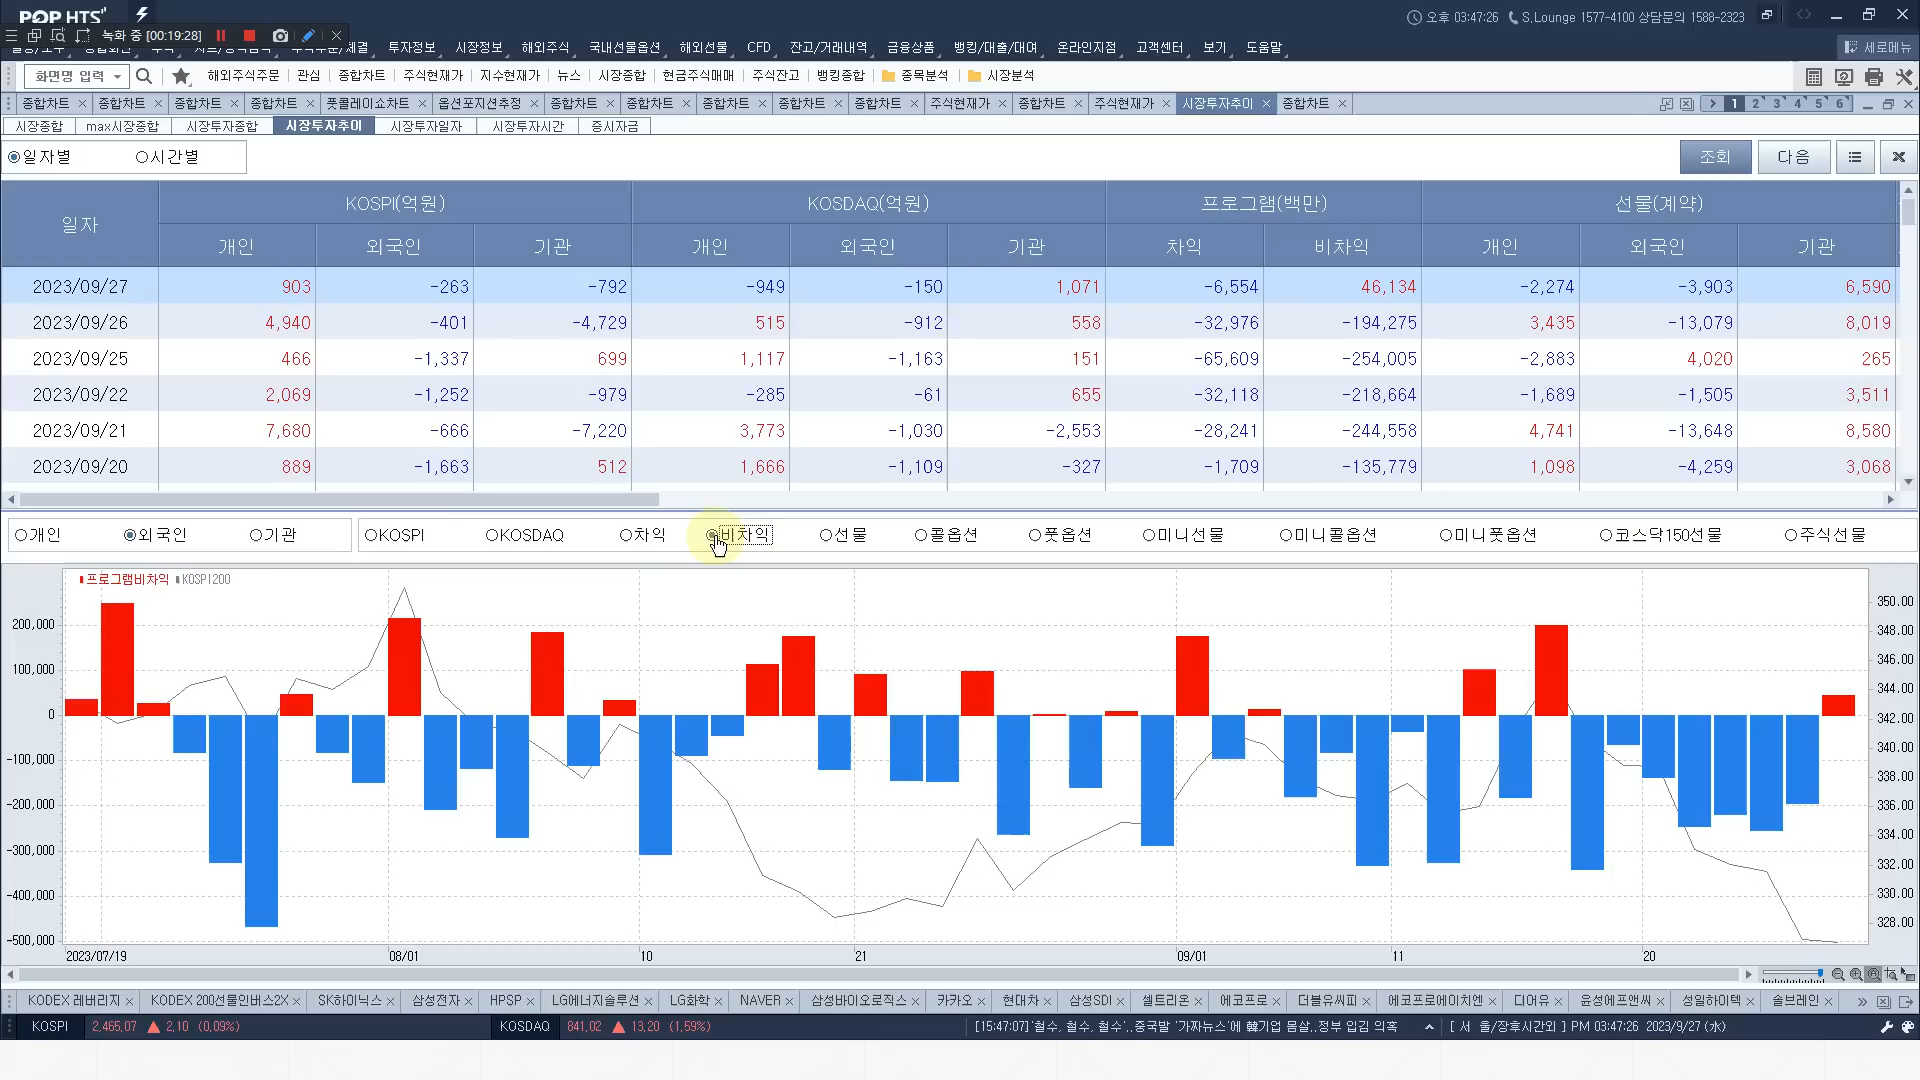 POP HTS
오후 03:47:26 S.Lounge 1577-4100 상담문의 1588-2323
녹화 중 [00:19:28]
투자정보 시장정보 해외주식 국내선물옵션 해외선물 CFD 잔고/거래내역 금융상품 뱅킹/대출/대여 온라인지점 고객센터 보기 도움말 세로메뉴
화면명 입력 해외주식주문 관심 종합차트 주식현재가 지수현재가 뉴스 시장종합 현금주식매매 주식잔고 뱅킹종합 종목분석 시장분석
종합차트 종합차트 종합차트 종합차트 풋콜레이쇼차트 옵션포지션추정 종합차트 종합차트 종합차트 종합차트 종합차트 주식현재가 종합차트 주식현재가 시장투자추이 종합차트 1 2 3 4 5 6
시장종합 max시장종합 시장투자종합 시장투자추이 시장투자일자 시장투자시간 증시자금
일자별 시간별 조회 다음
일자 KOSPI(억원) KOSDAQ(억원) 프로그램(백만) 선물(계약)
개인 외국인 기관 개인 외국인 기관 차익 비차익 개인 외국인 기관
2023/09/27 903 -263 -792 -949 -150 1,071 -6,554 46,134 -2,274 -3,903 6,590
2023/09/26 4,940 -401 -4,729 515 -912 558 -32,976 -194,275 3,435 -13,079 8,019
2023/09/25 466 -1,337 699 1,117 -1,163 151 -65,609 -254,005 -2,883 4,020 265
2023/09/22 2,069 -1,252 -979 -285 -61 655 -32,118 -218,664 -1,689 -1,505 3,511
2023/09/21 7,680 -666 -7,220 3,773 -1,030 -2,553 -28,241 -244,558 4,741 -13,648 8,580
2023/09/20 889 -1,663 512 1,666 -1,109 -327 -1,709 -135,779 1,098 -4,259 3,068
개인 외국인 기관 KOSPI KOSDAQ 차익 비차익 선물 콜옵션 풋옵션 미니선물 미니콜옵션 미니풋옵션 코스닥150선물 주식선물
프로그램비차익 KOSPI200
350.00
200,000 348.00
346.00
100,000
344.00
0 342.00
340.00
-100,000
338.00
-200,000 336.00
334.00
-300,000
332.00
-400,000 330.00
328.00
-500,000
2023/07/19 08/01 10 21 09/01 11 20
KODEX 레버리지 KODEX 200선물인버스2X SK하이닉스 삼성전자 HPSP LG에너지솔루션 LG화학 NAVER 삼성바이오로직스 카카오 현대차 삼성SDI 셀트리온 에코프로 더블유씨피 에코프로에이치엔 디어유 윤성에프앤씨 성일하이텍 솔브레인
KOSPI 2,465.07 ▲ 2.10 (0.09%) KOSDAQ 841.02 ▲ 13.20 (1.59%) [15:47:07]'철수, 철수, 철수'..중국발 '가짜뉴스'에 韓기업 몸살..정부 입김 의혹 [ 서 울/장후시간외 ] PM 03:47:26 2023/9/27 (水)